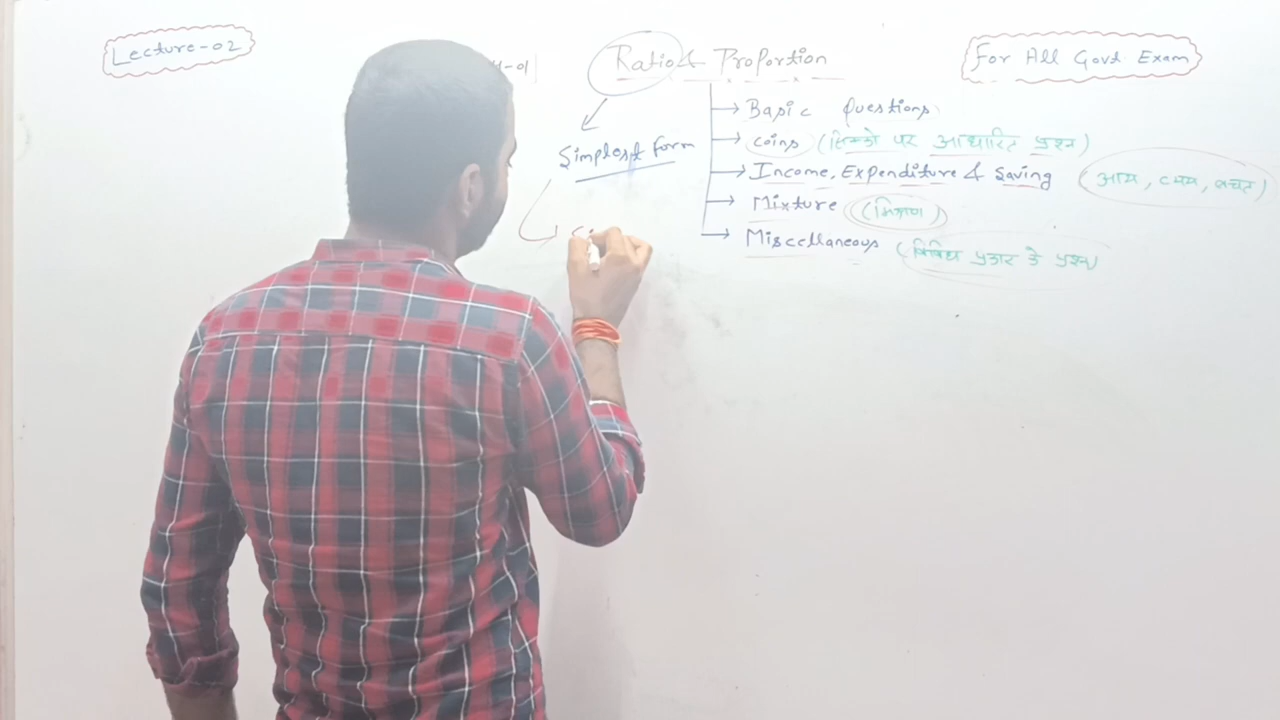 Lecture-02
-01
Ratio & Proportion
For All Govt Exam
Basic Questions
Simplest form
coins (सिक्को पर आधारित प्रश्न)
Income, Expenditure & Saving (आय, व्यय, बचत)
Mixture (मिश्रण)
Miscellaneous (विविध प्रकार के प्रश्न)